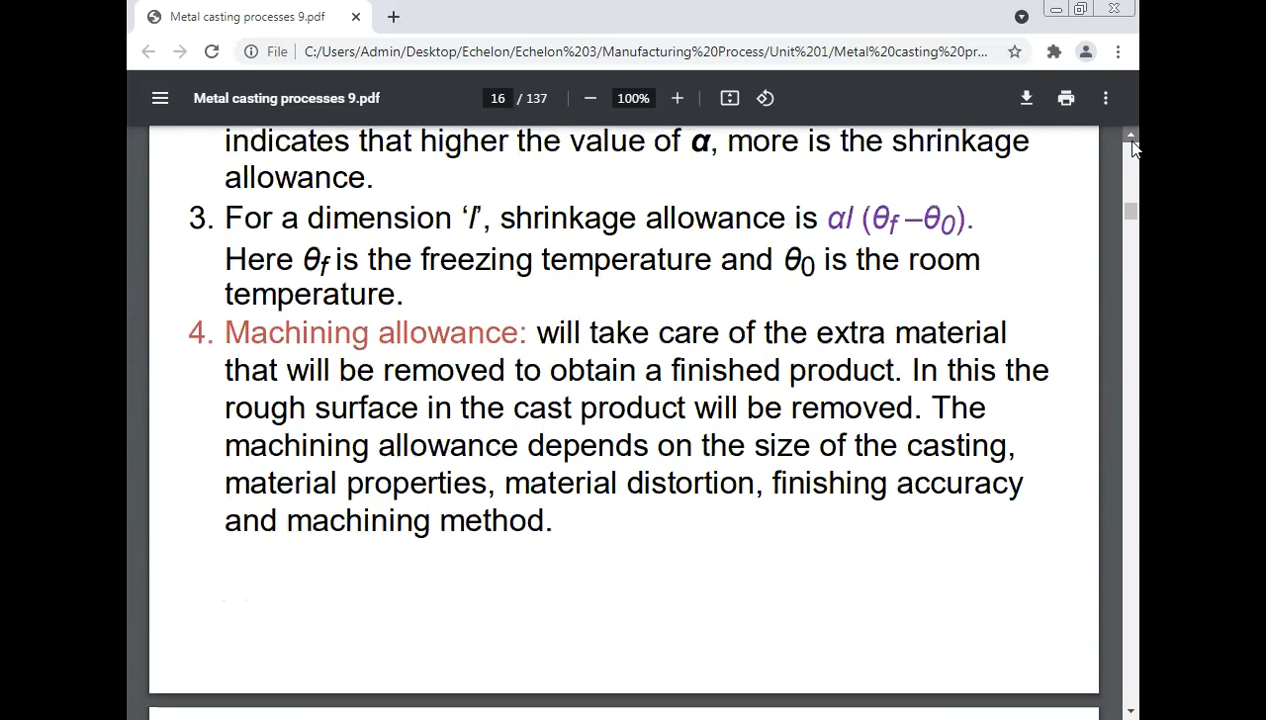 Metal casting processes 9.pdf
File C:/Users/Admin/Desktop/Echelon/Echelon%203/Manufacturing%20Process/Unit%201/Metal%20casting%20pr...
Metal casting processes 9.pdf 16 / 137 100%
indicates that higher the value of α, more is the shrinkage
allowance.
3. For a dimension ‘l’, shrinkage allowance is αl (θf –θ0).
Here θf is the freezing temperature and θ0 is the room
temperature.
4. Machining allowance: will take care of the extra material
that will be removed to obtain a finished product. In this the
rough surface in the cast product will be removed. The
machining allowance depends on the size of the casting,
material properties, material distortion, finishing accuracy
and machining method.